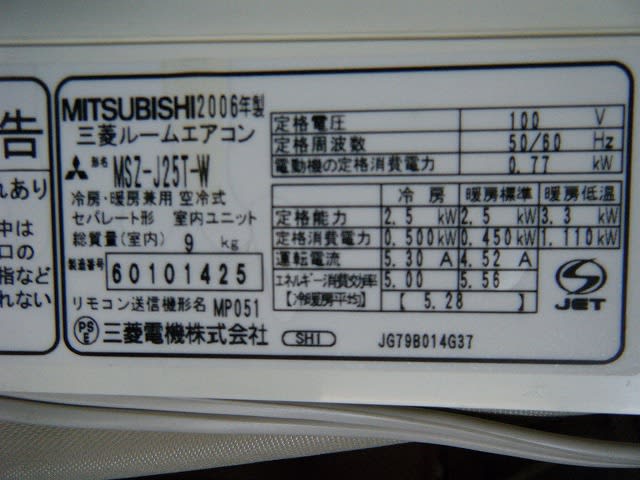 告
れあり
中は
口の
指など
れない
MITSUBISHI 2006年製
三菱ルームエアコン
形名 MSZ-J25T-W
冷房・暖房兼用 空冷式
セパレート形 室内ユニット
総質量(室内) 9 kg
製造番号 60101425
リモコン送信機形名 MP051
PSE 三菱電機株式会社 SHI JG79B014G37
定格電圧 100 V
定格周波数 50/60 Hz
電動機の定格消費電力 0.77 kW
冷房 暖房標準 暖房低温
定格能力 2.5 kW 2.5 kW 3.3 kW
定格消費電力 0.500kW 0.450kW 1.110kW
運転電流 5.30 A 4.52 A
エネルギー消費効率 5.00 5.56
【冷暖房平均】 [ 5.28 ]
S JET